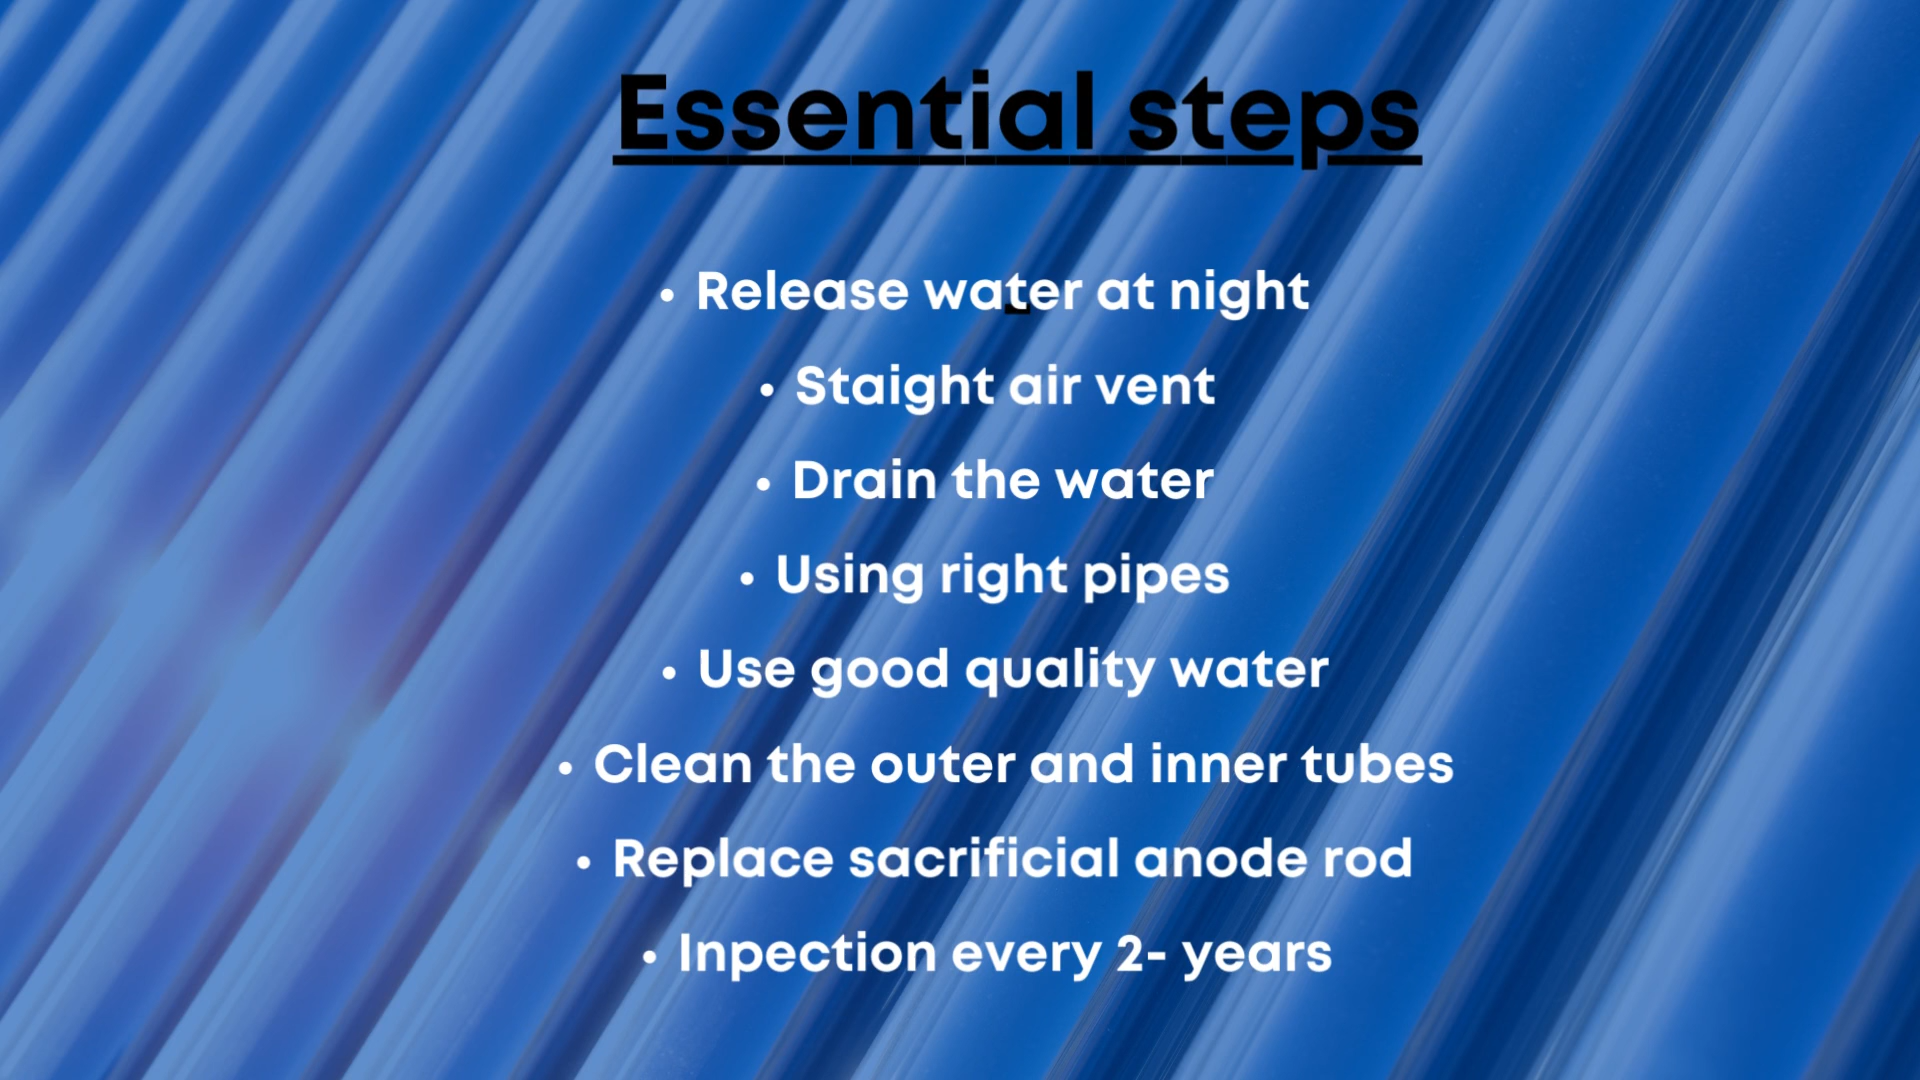 Essential steps
• Release water at night
• Staight air vent
• Drain the water
• Using right pipes
• Use good quality water
• Clean the outer and inner tubes
• Replace sacrificial anode rod
• Inpection every 2- years